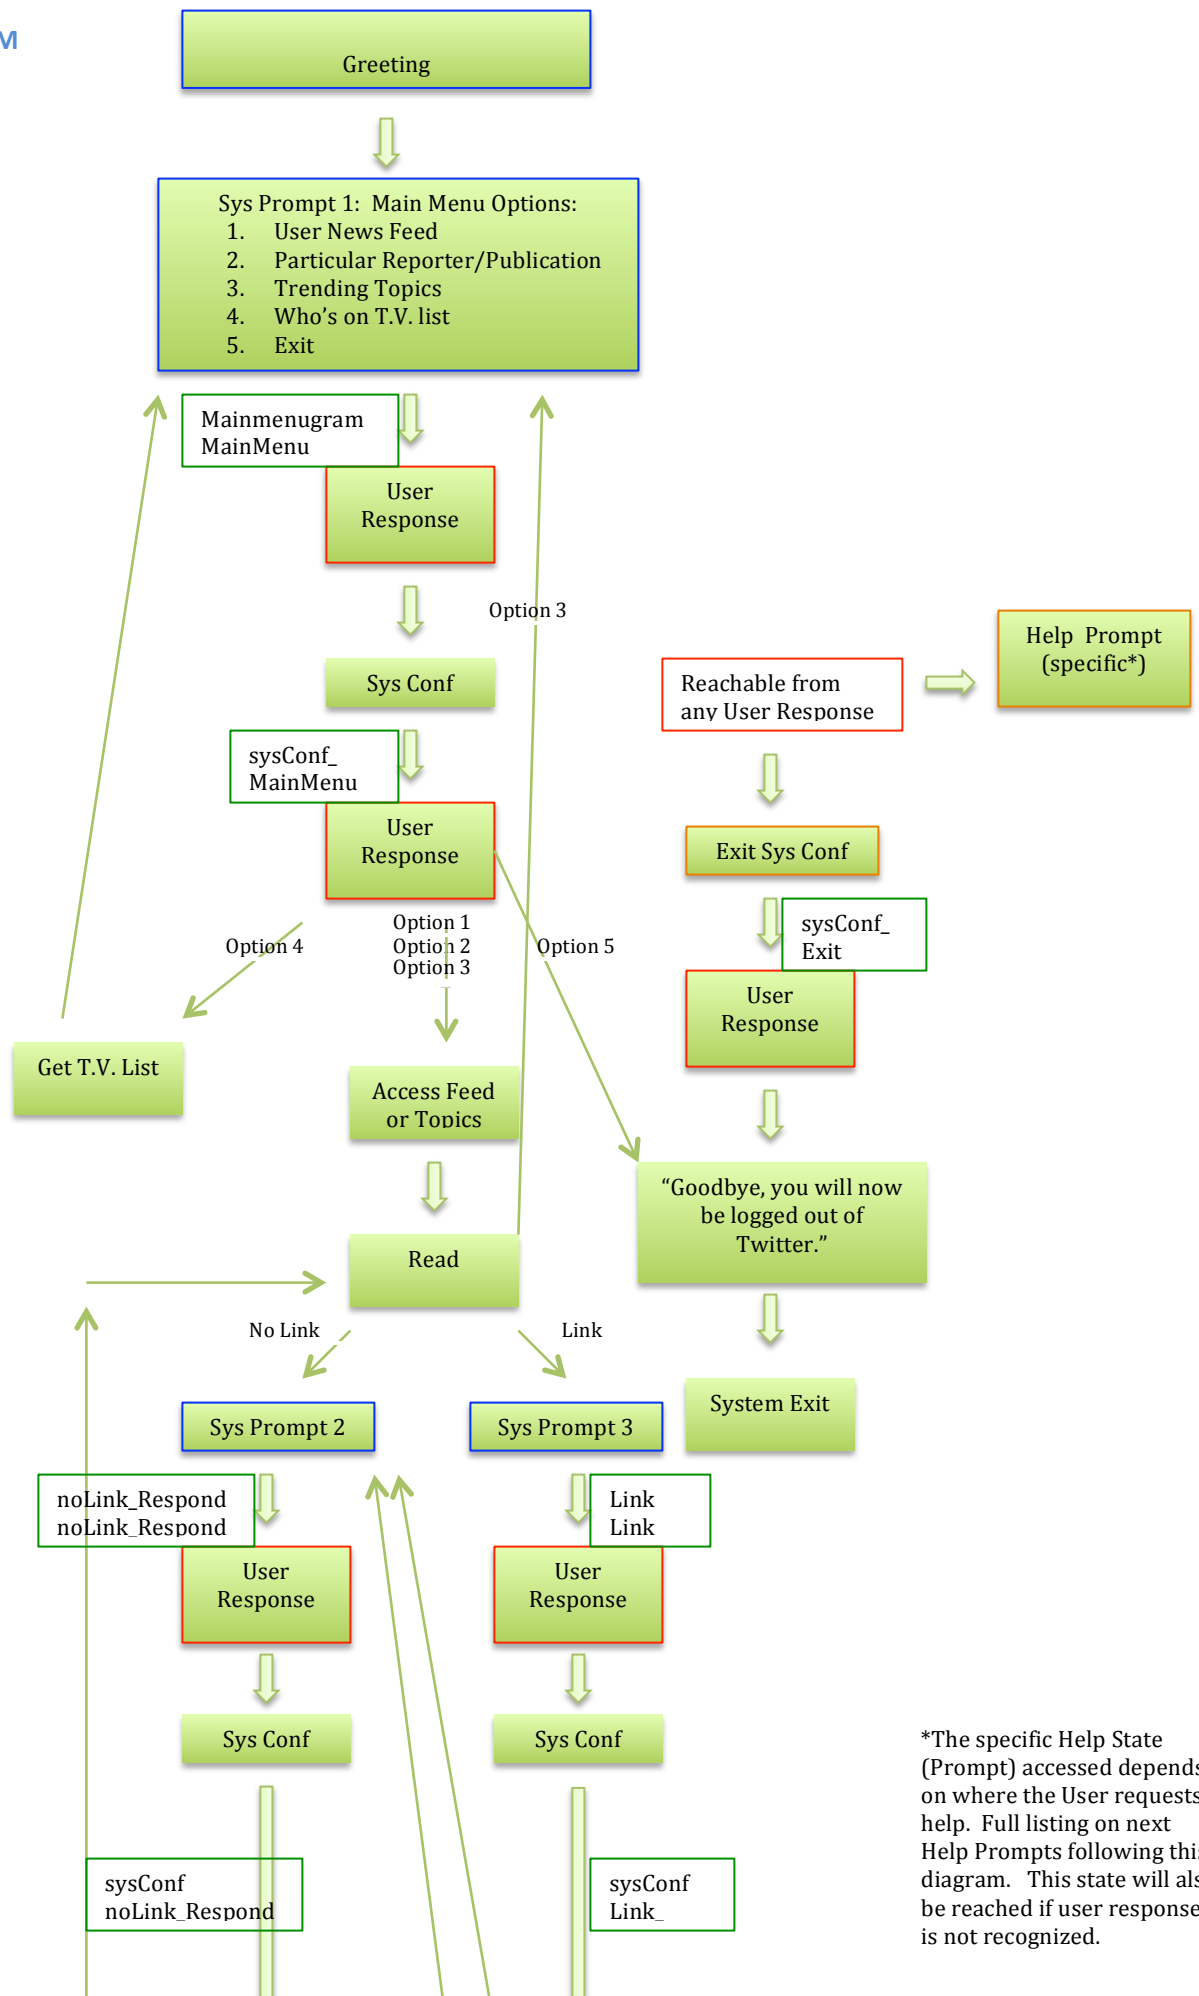 M
Greeting
Sys Prompt 1:  Main Menu Options:
1. User News Feed
2. Particular Reporter/Publication
3. Trending Topics
4. Who's on T.V. list
5. Exit
Mainmenugram
MainMenu
User
Response
Option 3
Sys Conf
Help  Prompt
(specific*)
Reachable from
any User Response
sysConf_
MainMenu
User
Response
Exit Sys Conf
sysConf_
Exit
Option 4
Option 1
Option 2
Option 3
Option 5
User
Response
Get T.V. List
Access Feed
or Topics
"Goodbye, you will now
be logged out of
Twitter."
Read
No Link
Link
Sys Prompt 2
Sys Prompt 3
System Exit
noLink_Respond
noLink_Respond
Link
Link
User
Response
User
Response
Sys Conf
Sys Conf
*The specific Help State
(Prompt) accessed depends
on where the User requests
help.  Full listing on next
Help Prompts following this
diagram.   This state will als
be reached if user response
is not recognized.
sysConf
noLink_Respond
sysConf
Link_